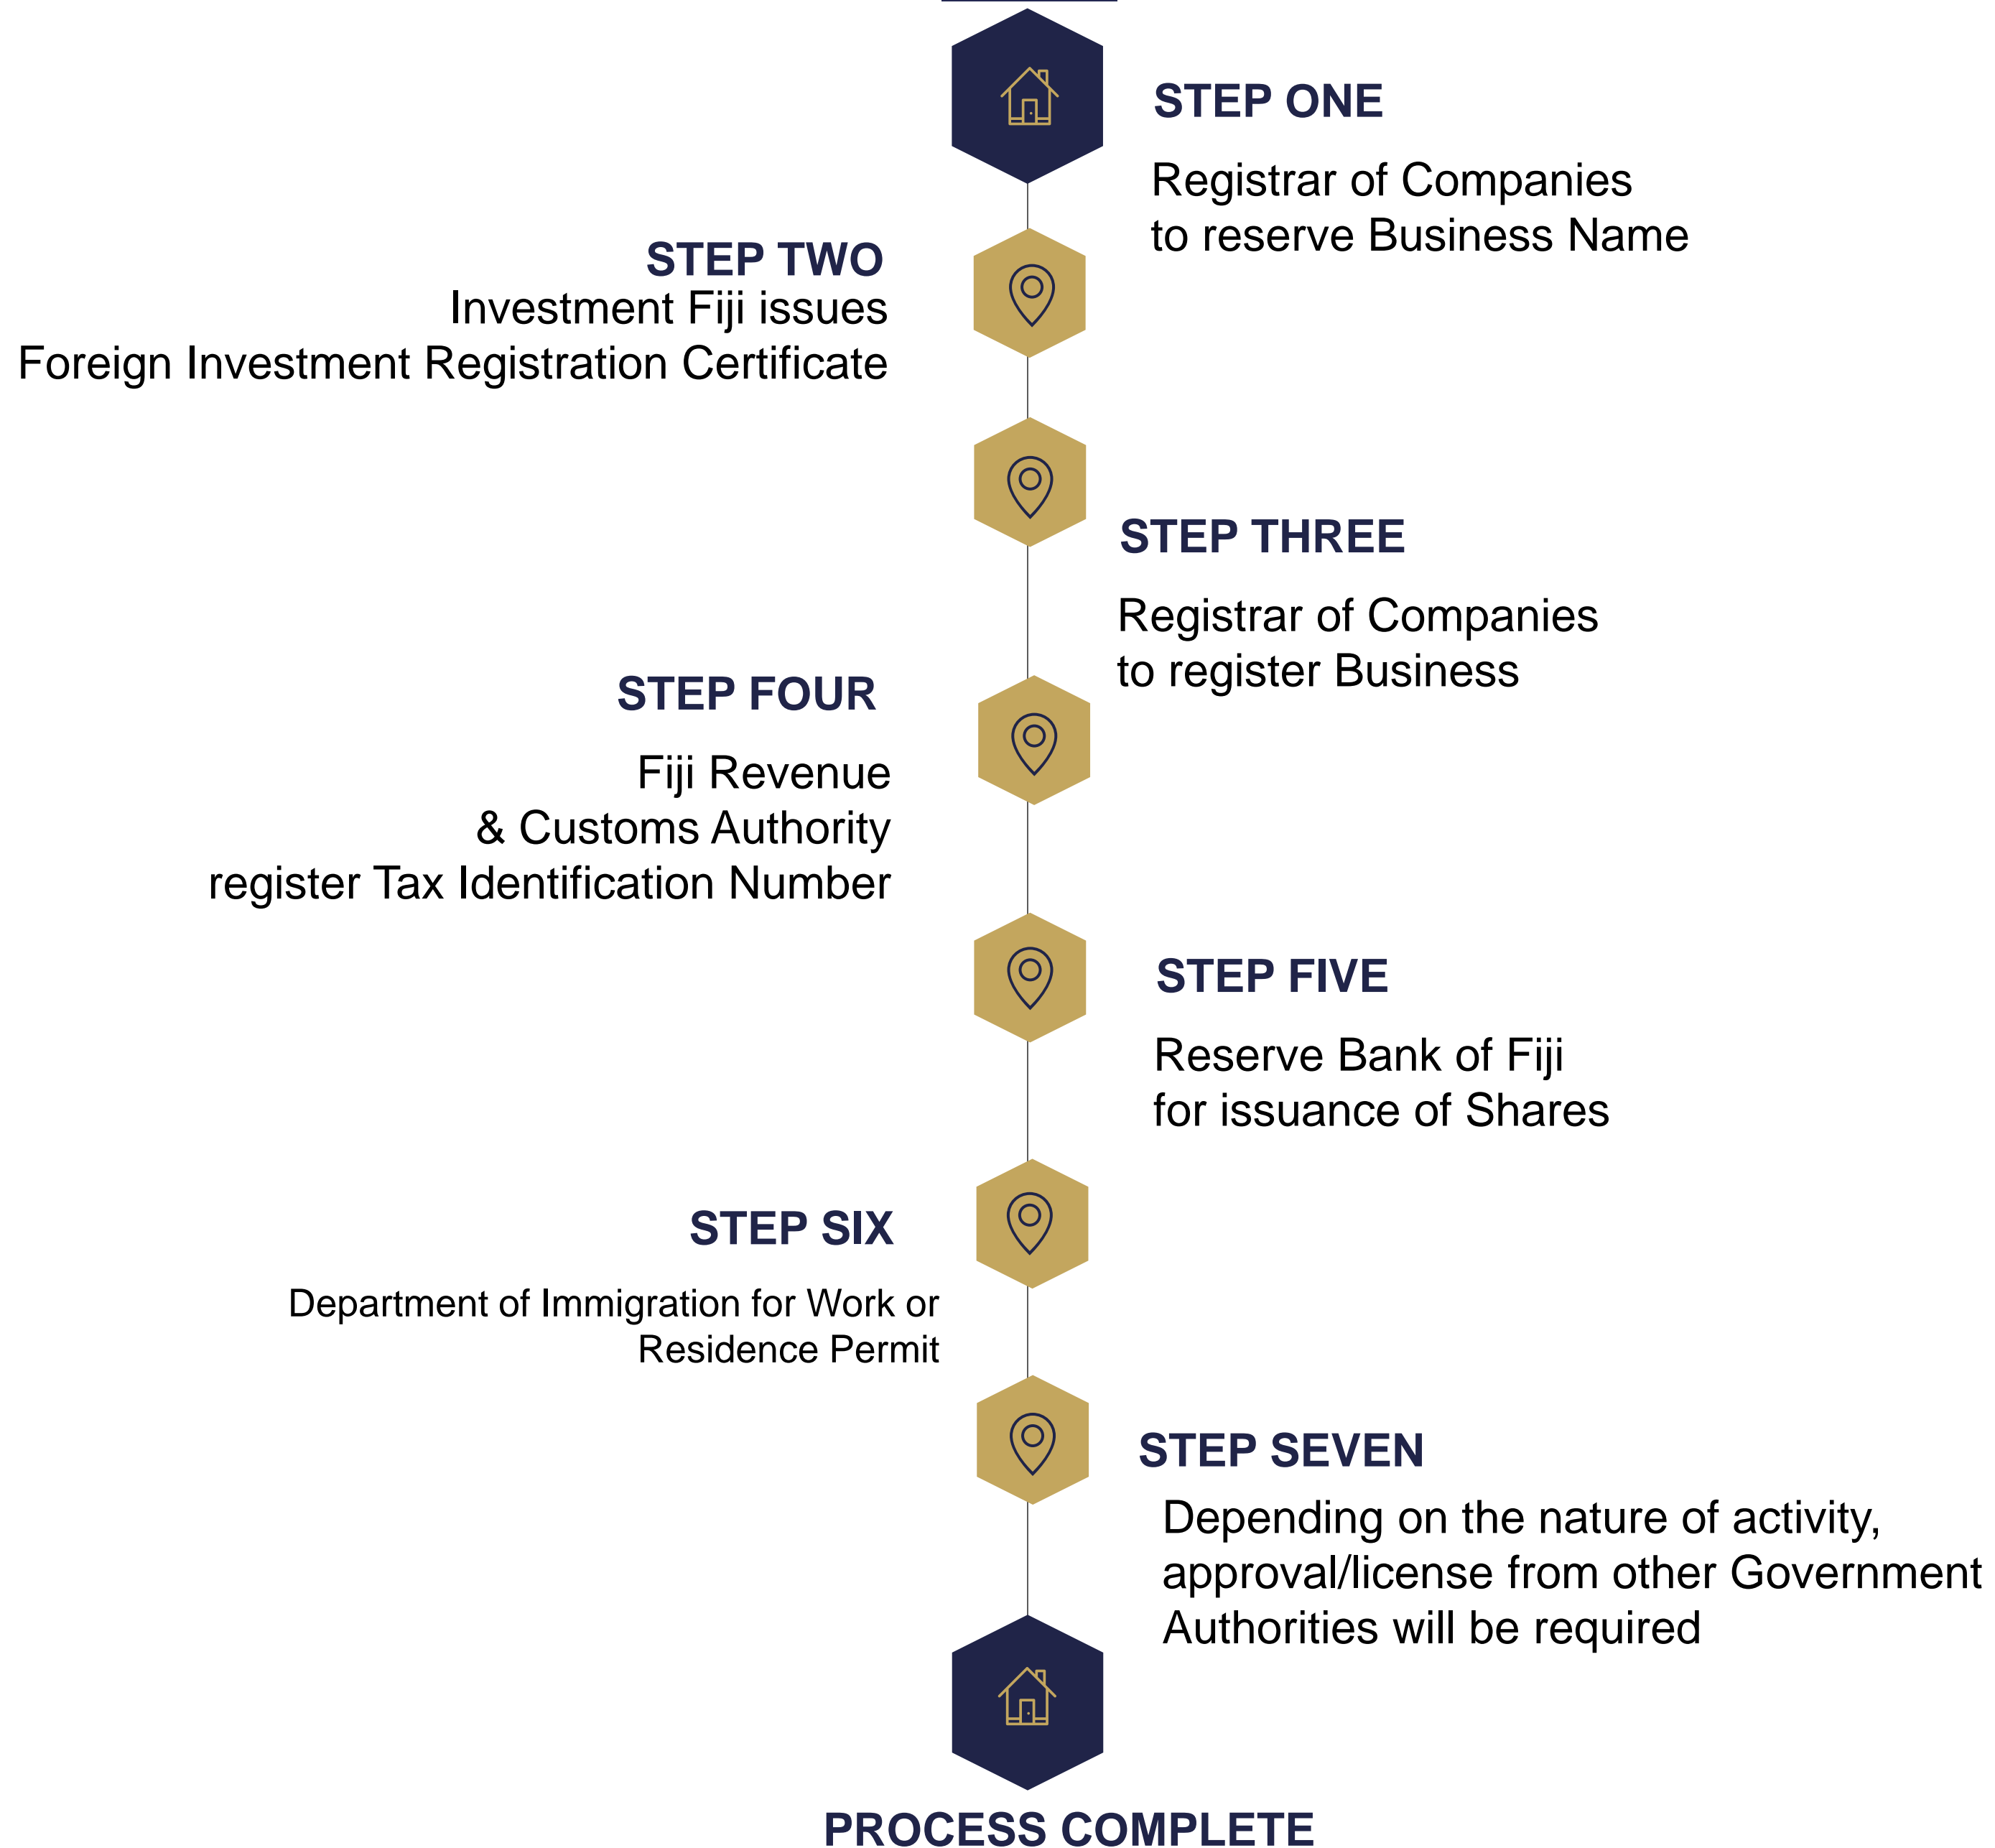 STEP ONE
Registrar of Companies
to reserve Business Name
STEP TWO
Investment Fiji issues
Foreign Investment Registration Certificate
STEP THREE
Registrar of Companies
to register Business
STEP FOUR
Fiji Revenue
& Customs Authority
register Tax Identification Number
STEP FIVE
Reserve Bank of Fiji
for issuance of Shares
STEP SIX
Department of Immigration for Work or
Residence Permit
STEP SEVEN
Depending on the nature of activity,
approval/license from other Government
Authorities will be required
PROCESS COMPLETE